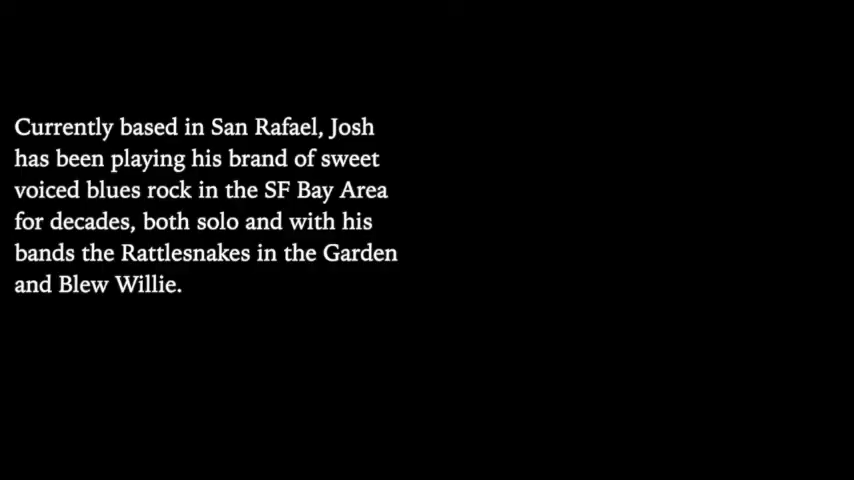 Currently based in San Rafael, Josh
has been playing his brand of sweet
voiced blues rock in the SF Bay Area
for decades, both solo and with his
bands the Rattlesnakes in the Garden
and Blew Willie.